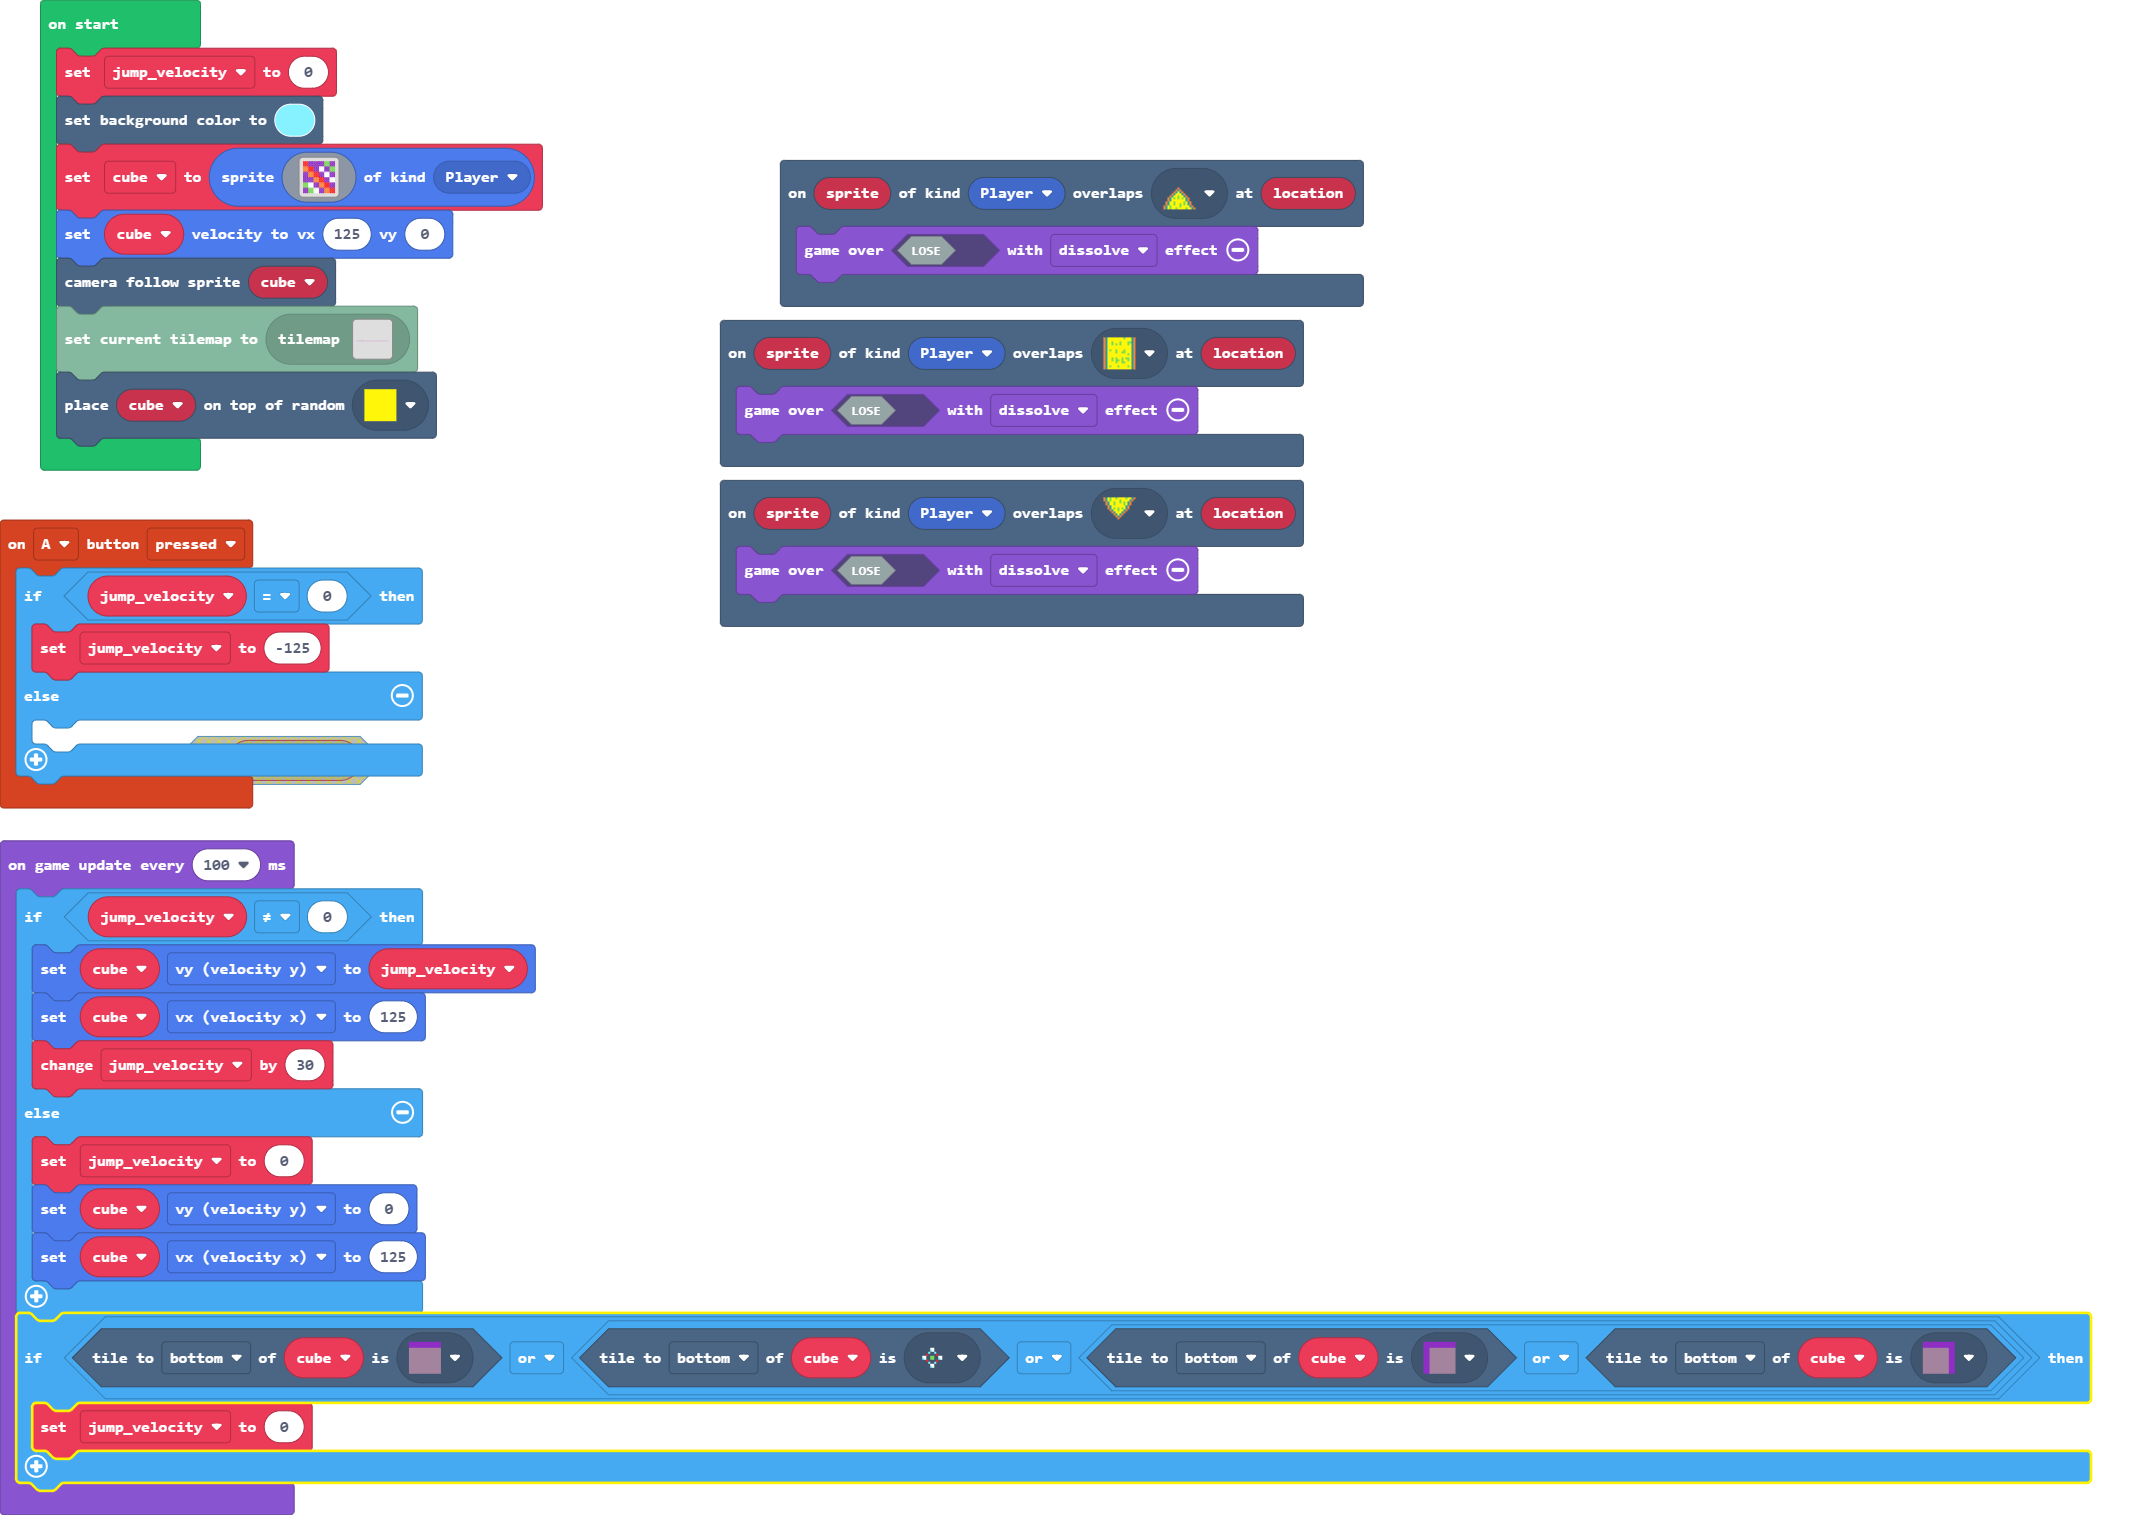 on start
set jump_velocity to 0
set background color to
set cube to sprite of kind Player
set cube velocity to vx 125 vy 0
camera follow sprite cube
set current tilemap to tilemap
place cube on top of random
on sprite of kind Player overlaps at location
game over LOSE with dissolve effect
on sprite of kind Player overlaps at location
game over LOSE with dissolve effect
on sprite of kind Player overlaps at location
game over LOSE with dissolve effect
on A button pressed
if jump_velocity = 0 then
set jump_velocity to -125
else
on game update every 100 ms
if jump_velocity ≠ 0 then
set cube vy (velocity y) to jump_velocity
set cube vx (velocity x) to 125
change jump_velocity by 30
else
set jump_velocity to 0
set cube vy (velocity y) to 0
set cube vx (velocity x) to 125
if tile to bottom of cube is or tile to bottom of cube is or tile to bottom of cube is or tile to bottom of cube is then
set jump_velocity to 0